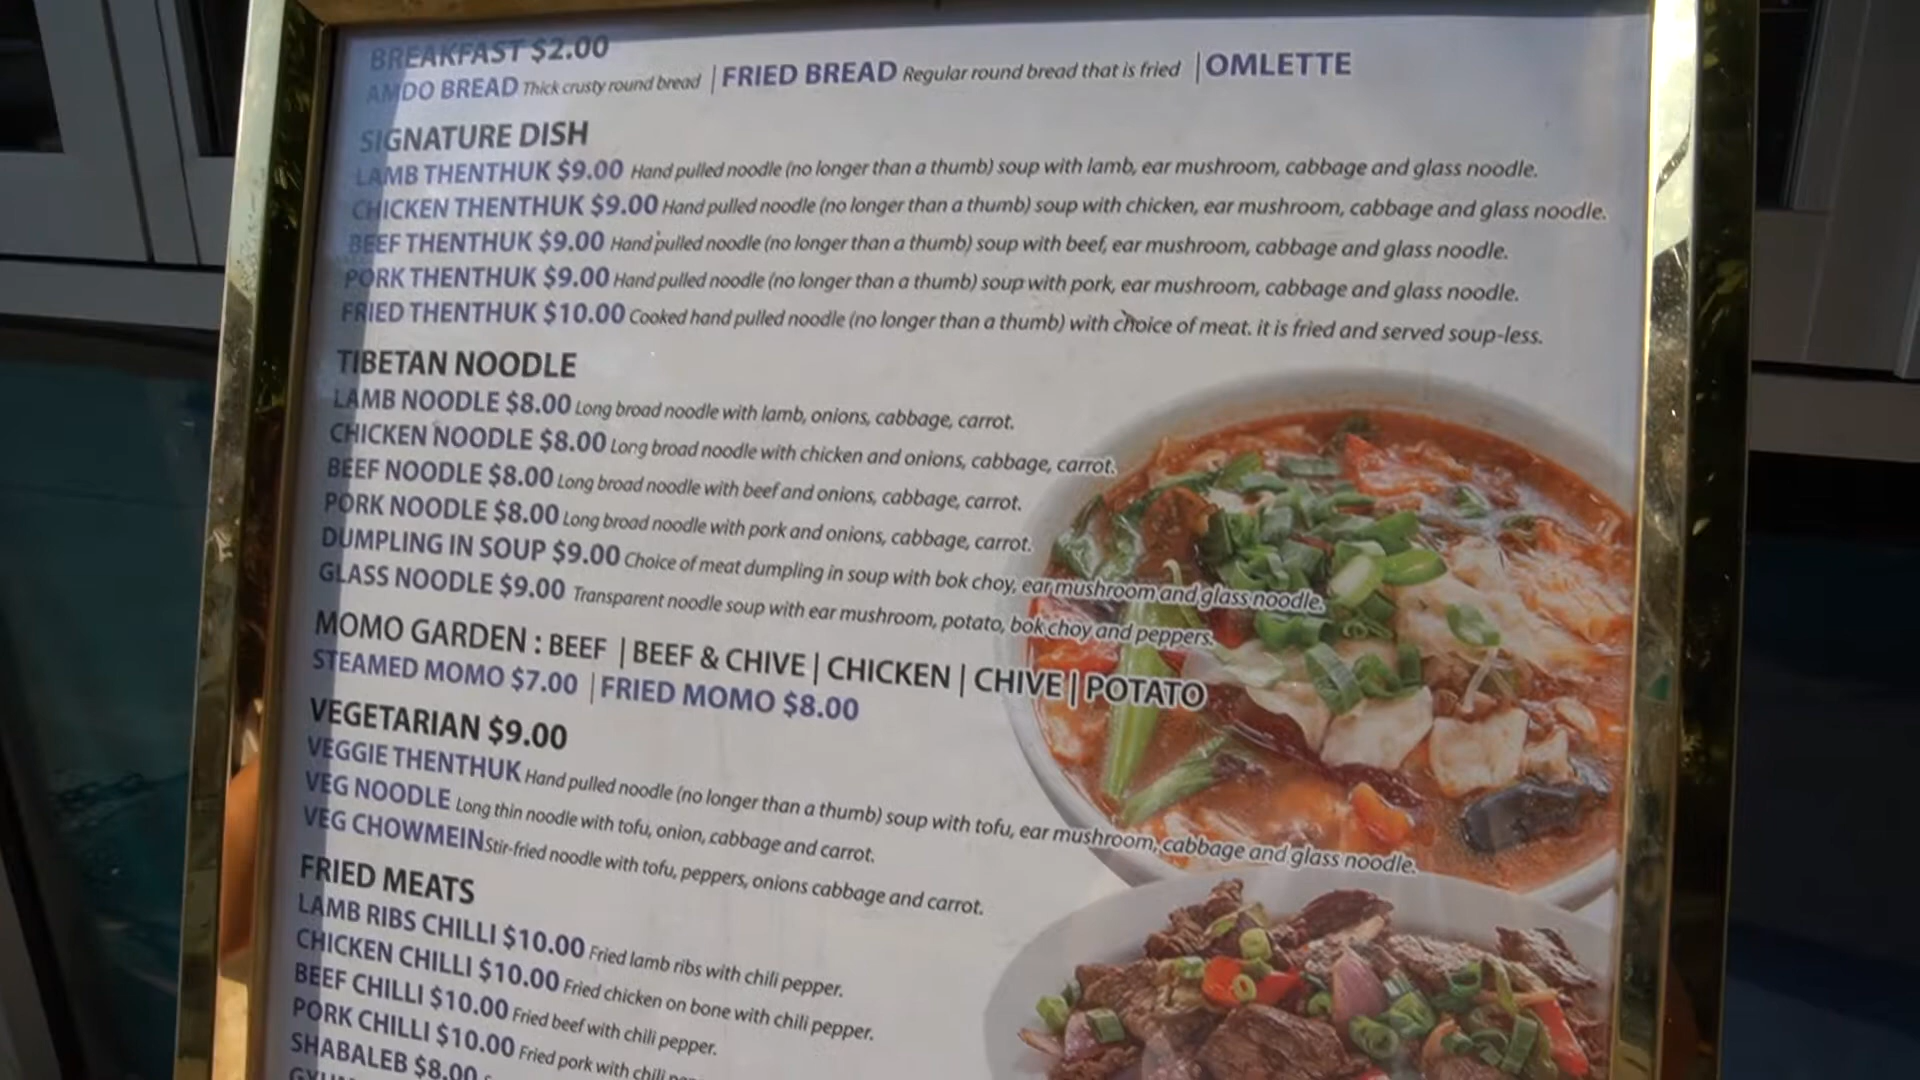 BREAKFAST $2.00
AMDO BREAD Thick crusty round bread | FRIED BREAD Regular round bread that is fried | OMLETTE
SIGNATURE DISH
LAMB THENTHUK $9.00 Hand pulled noodle (no longer than a thumb) soup with lamb, ear mushroom, cabbage and glass noodle.
CHICKEN THENTHUK $9.00 Hand pulled noodle (no longer than a thumb) soup with chicken, ear mushroom, cabbage and glass noodle.
BEEF THENTHUK $9.00 Hand pulled noodle (no longer than a thumb) soup with beef, ear mushroom, cabbage and glass noodle.
PORK THENTHUK $9.00 Hand pulled noodle (no longer than a thumb) soup with pork, ear mushroom, cabbage and glass noodle.
FRIED THENTHUK $10.00 Cooked hand pulled noodle (no longer than a thumb) with choice of meat. it is fried and served soup-less.
TIBETAN NOODLE
LAMB NOODLE $8.00 Long broad noodle with lamb, onions, cabbage, carrot.
CHICKEN NOODLE $8.00 Long broad noodle with chicken and onions, cabbage, carrot.
BEEF NOODLE $8.00 Long broad noodle with beef and onions, cabbage, carrot.
PORK NOODLE $8.00 Long broad noodle with pork and onions, cabbage, carrot.
DUMPLING IN SOUP $9.00 Choice of meat dumpling in soup with bok choy, ear mushroom and glass noodle.
GLASS NOODLE $9.00 Transparent noodle soup with ear mushroom, potato, bok choy and peppers.
MOMO GARDEN : BEEF | BEEF & CHIVE | CHICKEN | CHIVE | POTATO
STEAMED MOMO $7.00 | FRIED MOMO $8.00
VEGETARIAN $9.00
VEGGIE THENTHUK Hand pulled noodle (no longer than a thumb) soup with tofu, ear mushroom, cabbage and glass noodle.
VEG NOODLE Long thin noodle with tofu, onion, cabbage and carrot.
VEG CHOWMEIN Stir-fried noodle with tofu, peppers, onions cabbage and carrot.
FRIED MEATS
LAMB RIBS CHILLI $10.00 Fried lamb ribs with chili pepper.
CHICKEN CHILLI $10.00 Fried chicken on bone with chili pepper.
BEEF CHILLI $10.00 Fried beef with chili pepper.
PORK CHILLI $10.00 Fried pork with chili
SHABALEB $8.00